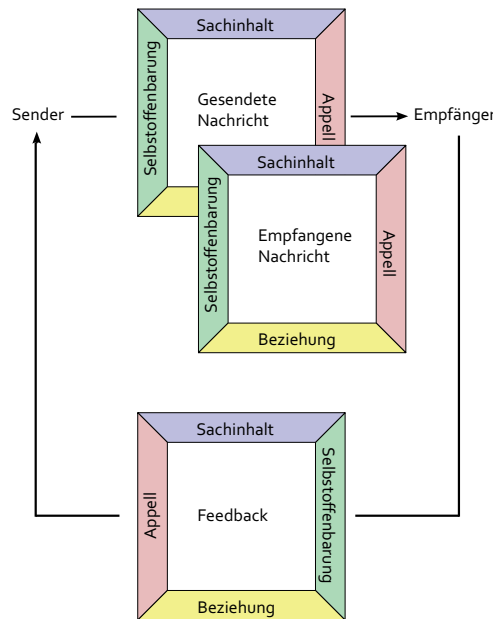 Sachinhalt
Selbstoffenbarung
Gesendete
Nachricht
Appell
Sender
Empfänger
Sachinhalt
Selbstoffenbarung
Empfangene
Nachricht
Appell
Beziehung
Sachinhalt
Appell
Feedback
Selbstoffenbarung
Beziehung